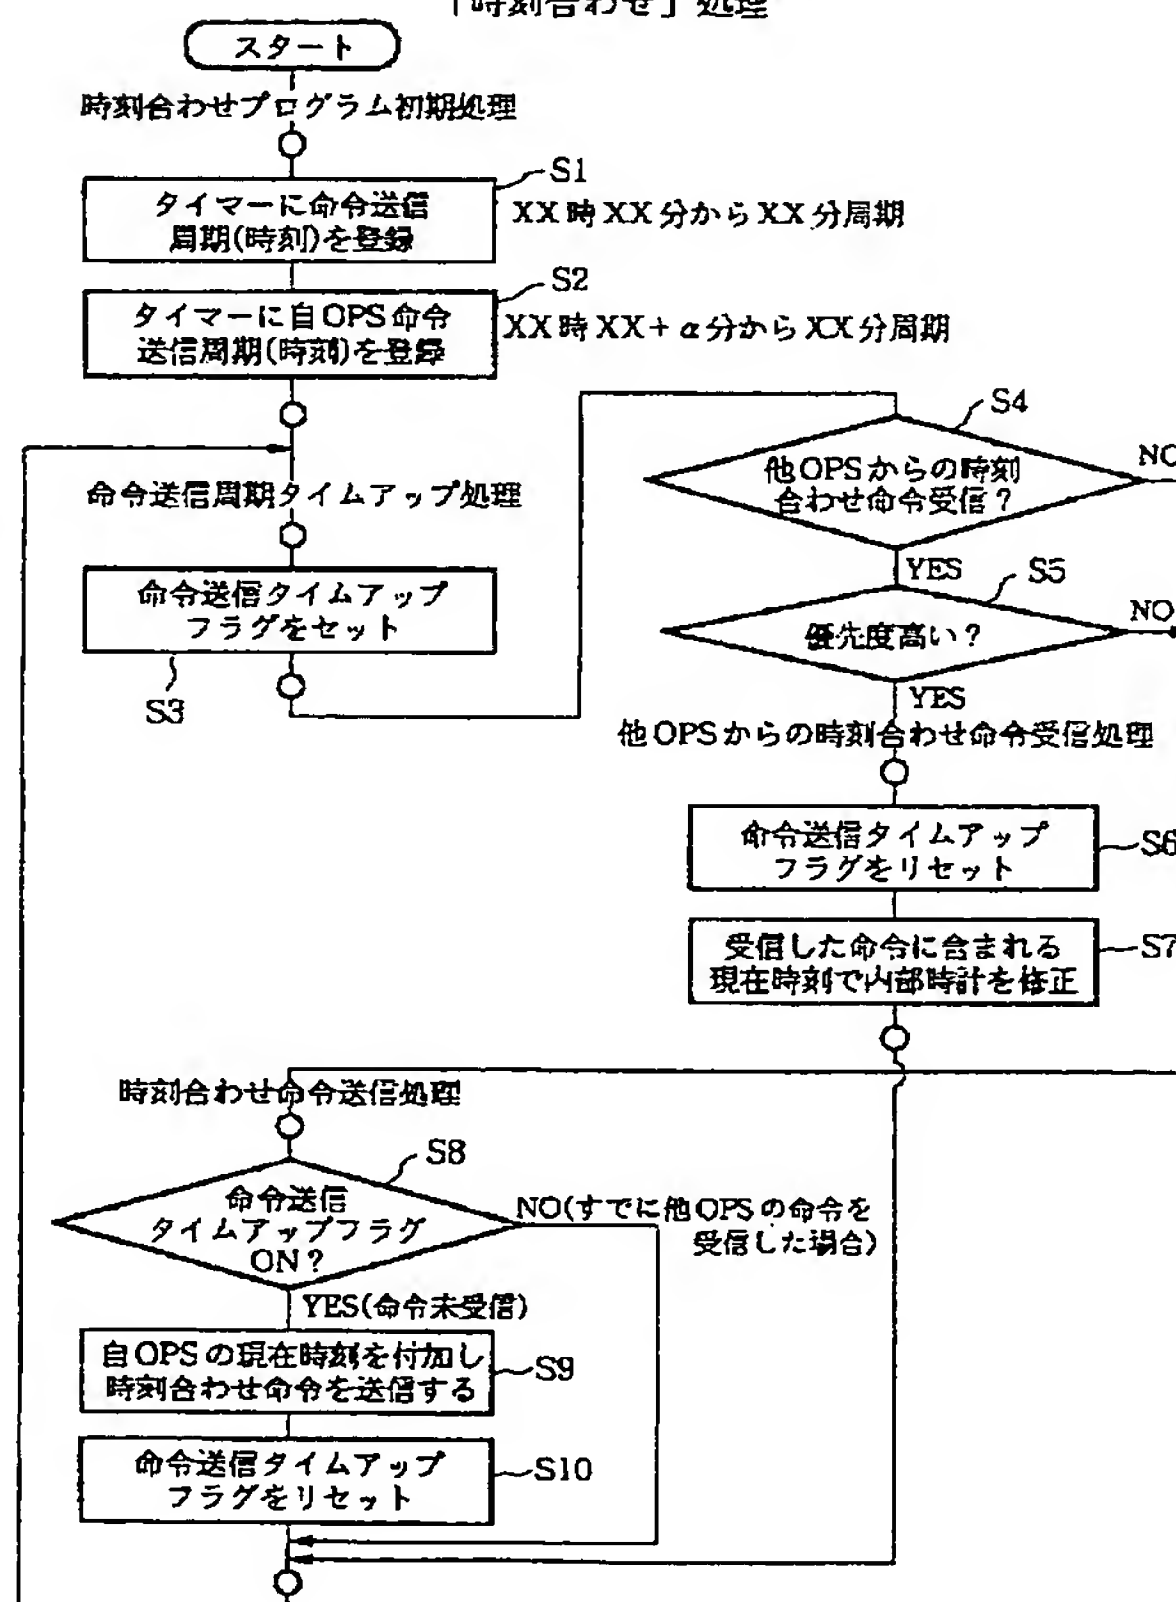 「時刻合わせ」処理
スタート
時刻合わせプログラム初期処理
S1
タイマーに命令送信
周期(時刻)を登録
XX時XX分からXX分周期
S2
タイマーに自OPS命令
送信周期(時刻)を登録
XX時XX+α分からXX分周期
命令送信周期タイムアップ処理
命令送信タイムアップ
フラグをセット
S3
S4
他OPSからの時刻
合わせ命令受信?
NO
YES
S5
優先度高い?
NO
YES
他OPSからの時刻合わせ命令受信処理
命令送信タイムアップ
フラグをリセット
S6
受信した命令に含まれる
現在時刻で内部時計を修正
S7
時刻合わせ命令送信処理
S8
命令送信
タイムアップフラグ
ON?
NO(すでに他OPSの命令を
受信した場合)
YES(命令未受信)
自OPSの現在時刻を付加し
時刻合わせ命令を送信する
S9
命令送信タイムアップ
フラグをリセット
S10